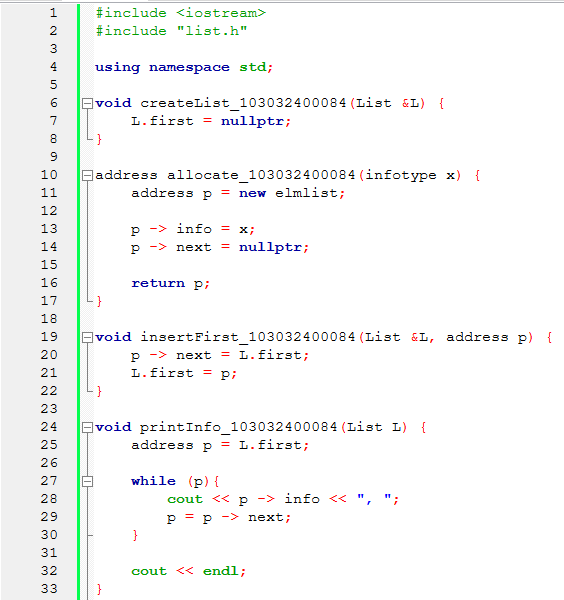 1 #include <iostream>
2 #include "list.h"
3
4 using namespace std;
5
6 void createList_103032400084(List &L) {
7     L.first = nullptr;
8 }
9
10 address allocate_103032400084(infotype x) {
11     address p = new elmlist;
12
13     p -> info = x;
14     p -> next = nullptr;
15
16     return p;
17 }
18
19 void insertFirst_103032400084(List &L, address p) {
20     p -> next = L.first;
21     L.first = p;
22 }
23
24 void printInfo_103032400084(List L) {
25     address p = L.first;
26
27     while (p){
28         cout << p -> info << ", ";
29         p = p -> next;
30     }
31
32     cout << endl;
33 }